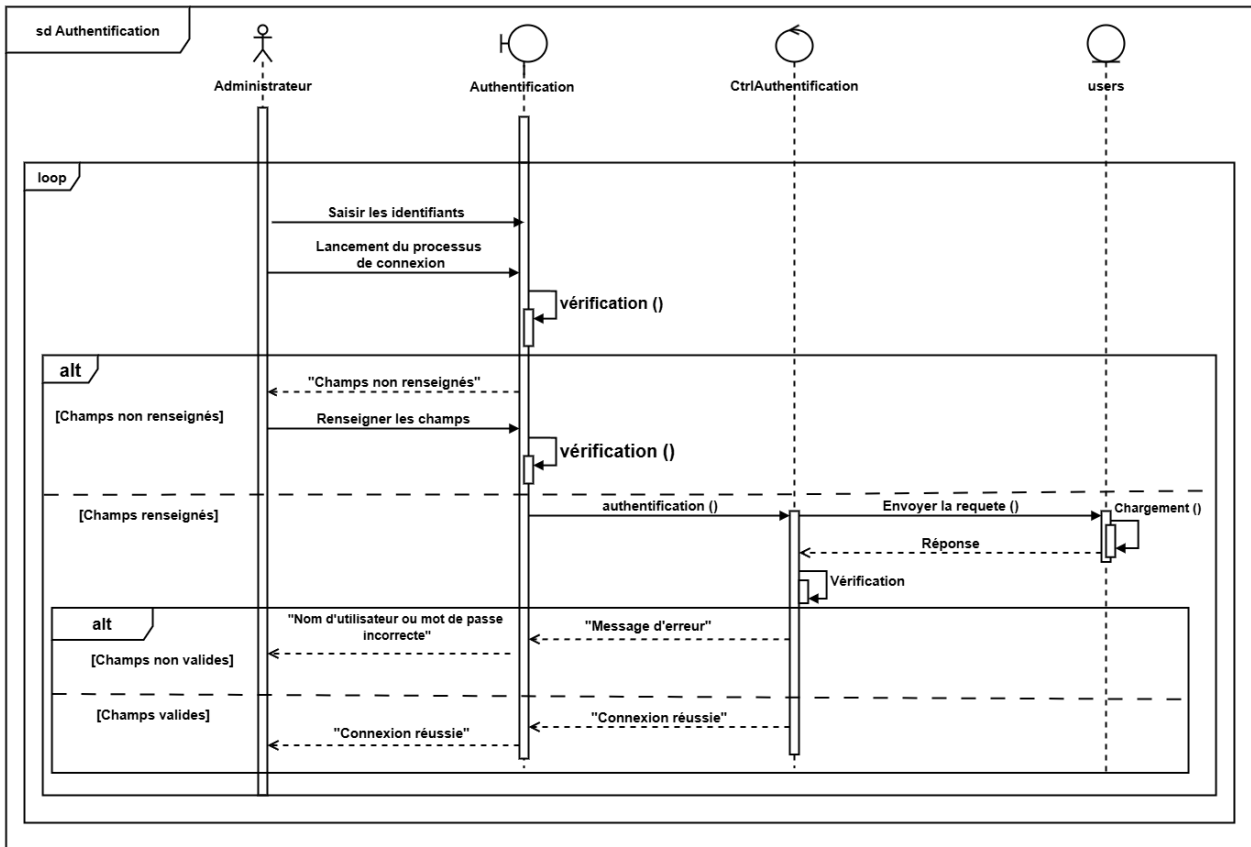 sd Authentification
Administrateur
Authentification
CtrlAuthentification
users
loop
Saisir les identifiants
Lancement du processus
de connexion
vérification ()
alt
"Champs non renseignés"
[Champs non renseignés]
Renseigner les champs
vérification ()
[Champs renseignés]
authentification ()
Envoyer la requete ()
Chargement ()
Réponse
Vérification
alt
"Nom d'utilisateur ou mot de passe
incorrecte"
"Message d'erreur"
[Champs non valides]
[Champs valides]
"Connexion réussie"
"Connexion réussie"